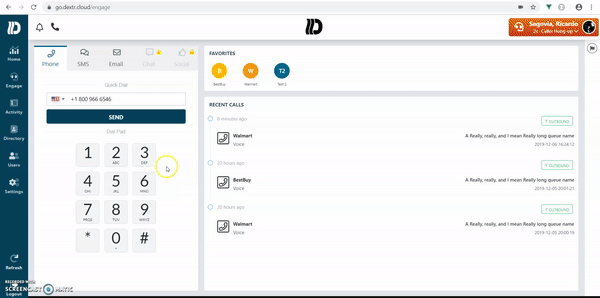 go.dextr.cloud/engage
Segovia, Ricardo
2c. Caller Hung-up
Home
Engage
Activity
Directory
Users
Settings
Refresh
Logout
Phone
SMS
Email
Chat
Social
Quick Dial
+1 800 966 6546
SEND
Dial Pad
1
2 ABC
3 DEF
4 GHI
5 JKL
6 MNO
7 PQRS
8 TUV
9 WXYZ
*
0 +
#
FAVORITES
B
W
T2
BestBuy
Walmart
Test 2
RECENT CALLS
6 minutes ago
OUTBOUND
Walmart
A Really, really, and I mean Really long queue name
Voice
2019-12-06 16:24:12
20 hours ago
OUTBOUND
BestBuy
A Really, really, and I mean Really long queue name
Voice
2019-12-05 20:01:21
20 hours ago
OUTBOUND
Walmart
A Really, really, and I mean Really long queue name
Voice
2019-12-05 20:00:19
RECORDED WITH
SCREENCAST MATIC